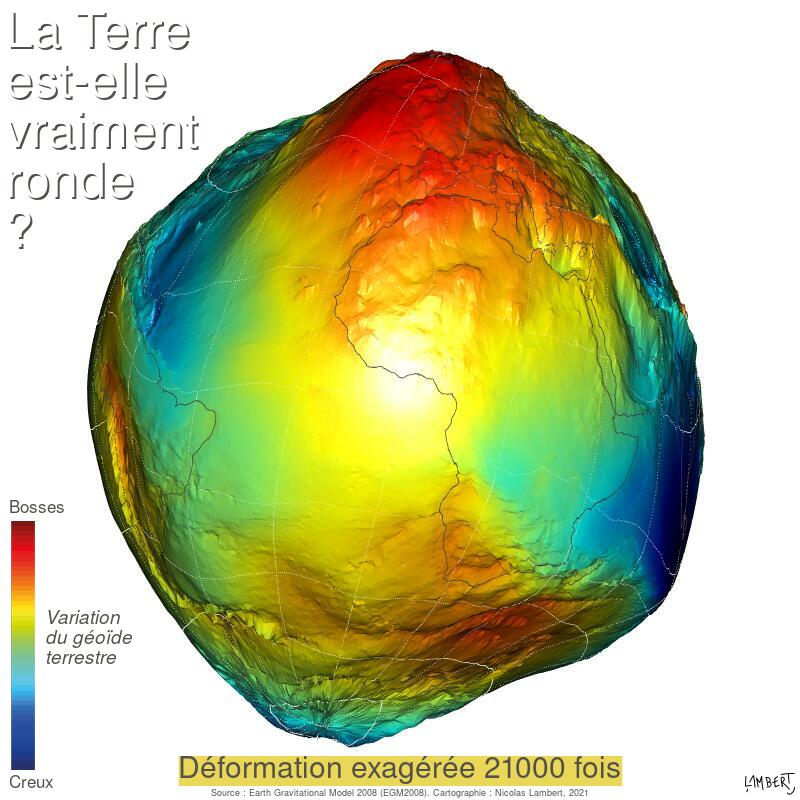 La Terre
est-elle
vraiment
ronde
?
Bosses
Variation
du géoïde
terrestre
Creux
Déformation exagérée 21000 fois
Source : Earth Gravitational Model 2008 (EGM2008). Cartographie : Nicolas Lambert, 2021
LAMBERT